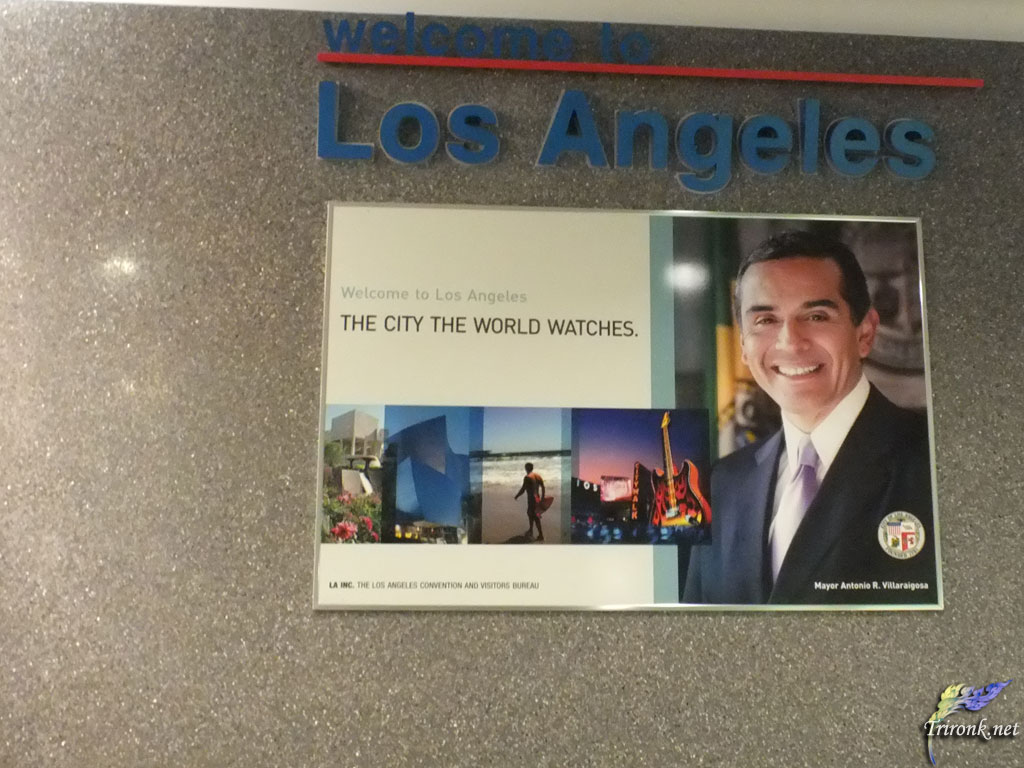 welcome to
Los Angeles
Welcome to Los Angeles
THE CITY THE WORLD WATCHES.
LA INC. THE LOS ANGELES CONVENTION AND VISITORS BUREAU
Mayor Antonio R. Villaraigosa
Trironk.net